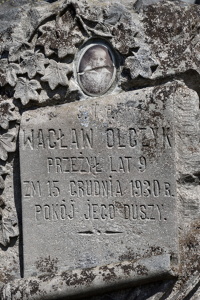 WACŁAW OLCZYK
PRZEŻYŁ LAT 9
ZM 15 GRUDNIA 1930 R.
POKÓJ JEGO DUSZY.